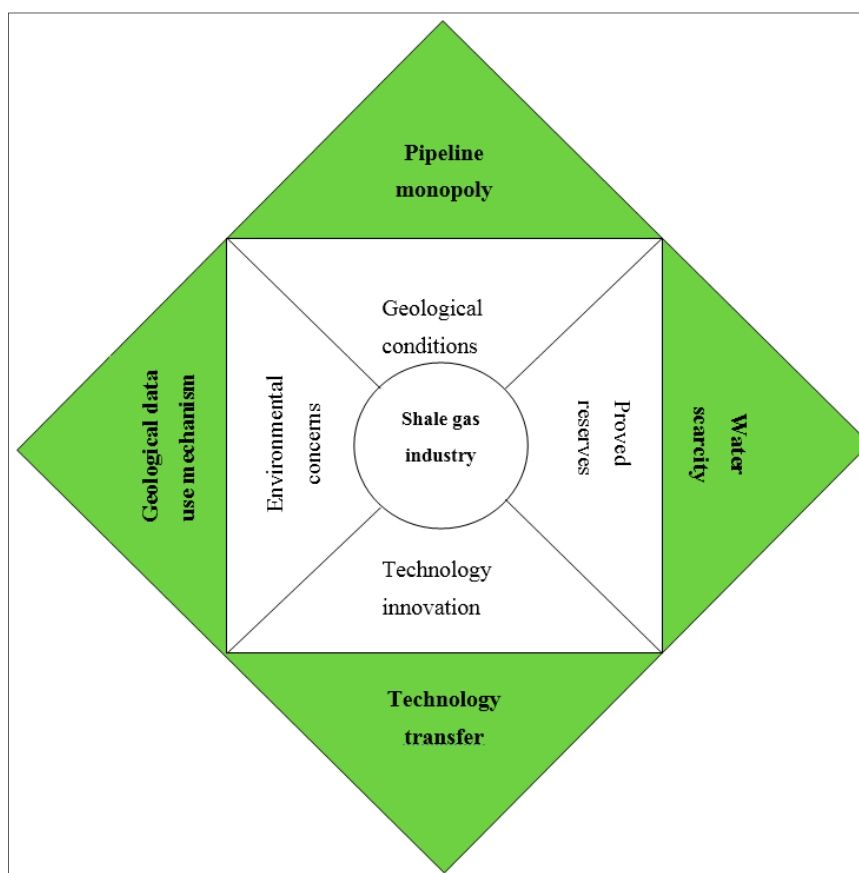 Pipeline
monopoly
Geological
conditions
Geological data
use mechanism
Environmental
concerns
Shale gas
industry
Proved
reserves
Water
scarcity
Technology
innovation
Technology
transfer